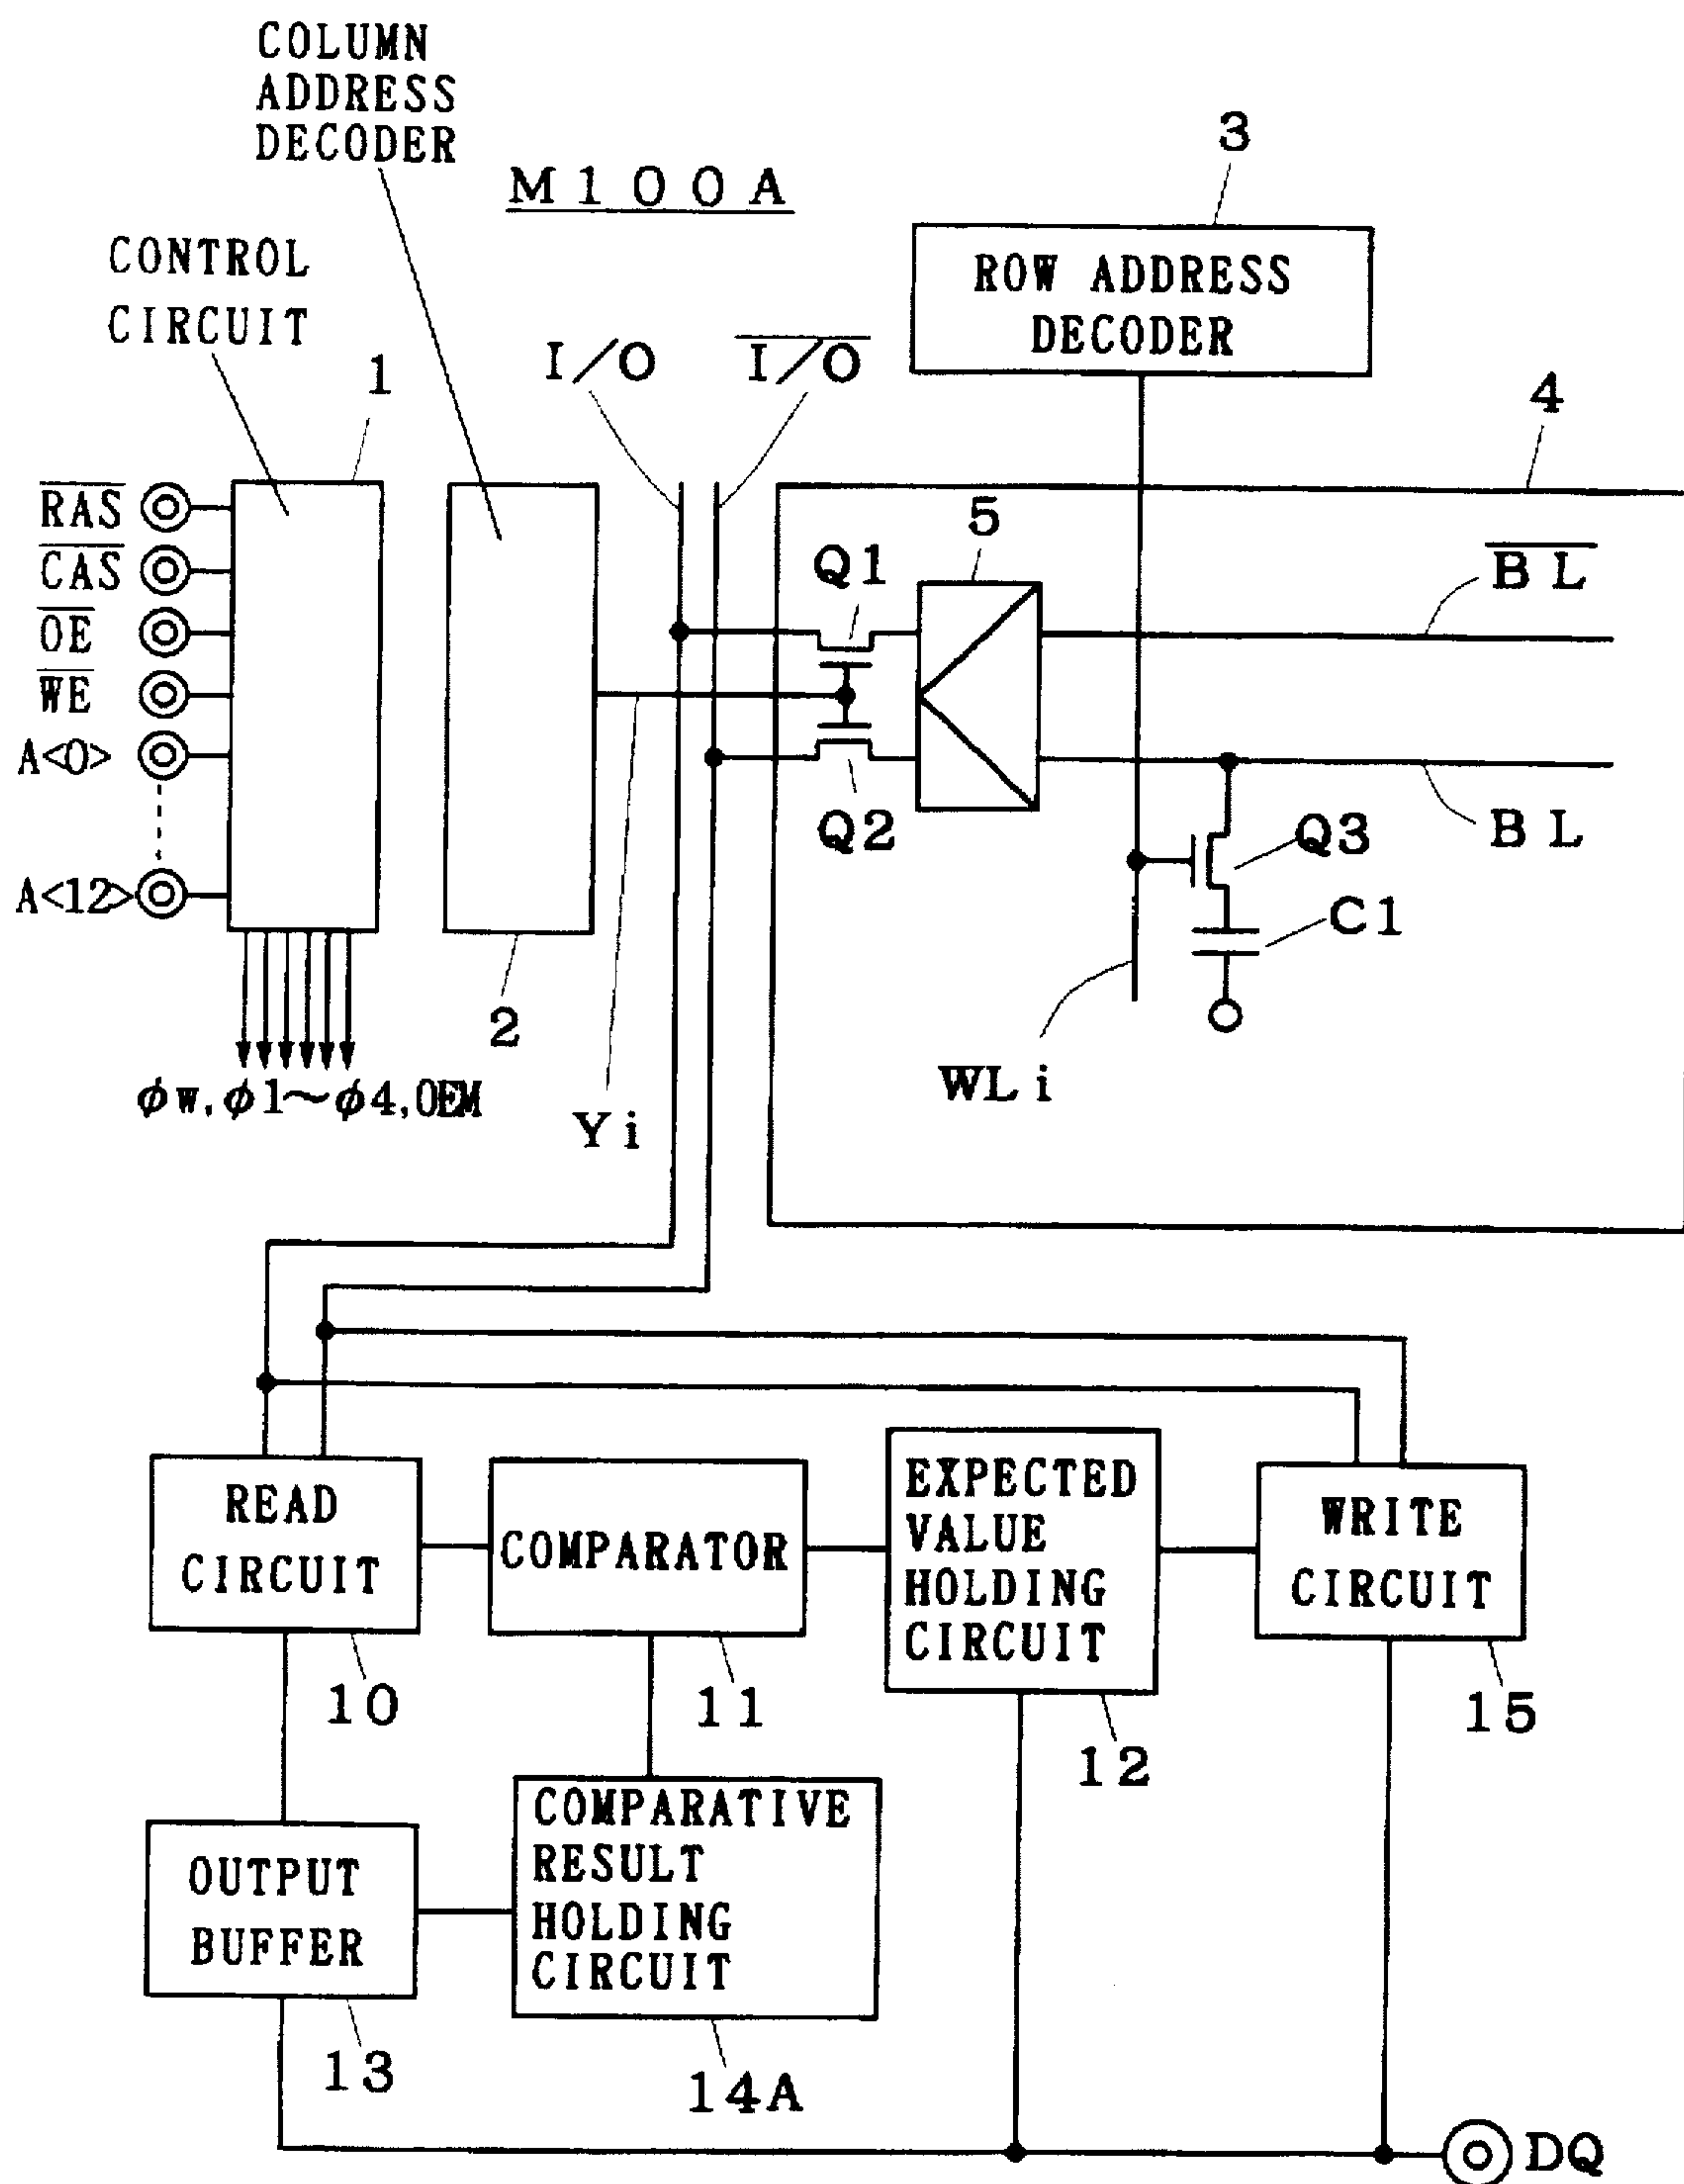 COLUMN
ADDRESS
DECODER
M100A
3
CONTROL
CIRCUIT
ROW ADDRESS
DECODER
1
I/O
I/O
4
RAS
CAS
OE
WE
A<0>
A<12>
Q1
5
BL
Q2
BL
Q3
C1
2
WLi
φw,φ1~φ4,OEM
Yi
READ
CIRCUIT
COMPARATOR
EXPECTED
VALUE
HOLDING
CIRCUIT
WRITE
CIRCUIT
10
11
12
15
OUTPUT
BUFFER
COMPARATIVE
RESULT
HOLDING
CIRCUIT
13
14A
DQ